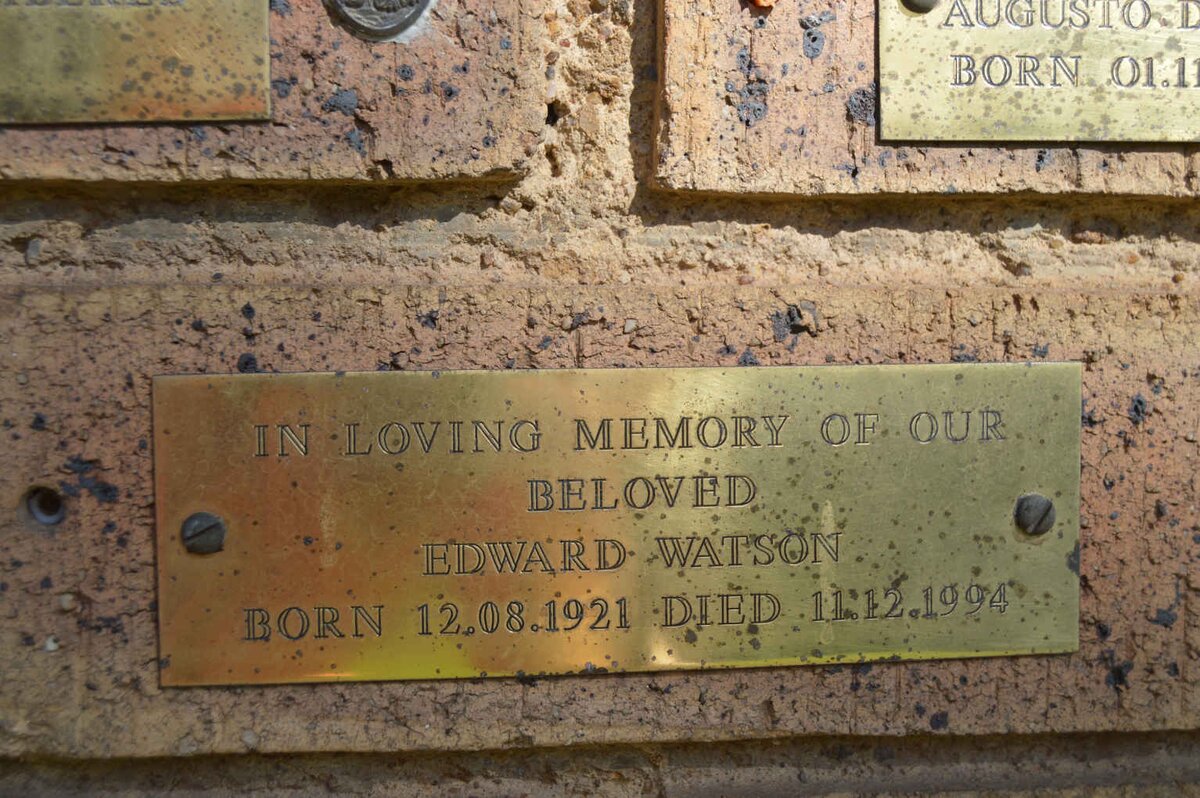 AUGUSTO
BORN 01.11
IN LOVING MEMORY OF OUR
BELOVED
EDWARD WATSON
BORN 12.08.1921 DIED 11.12.1994